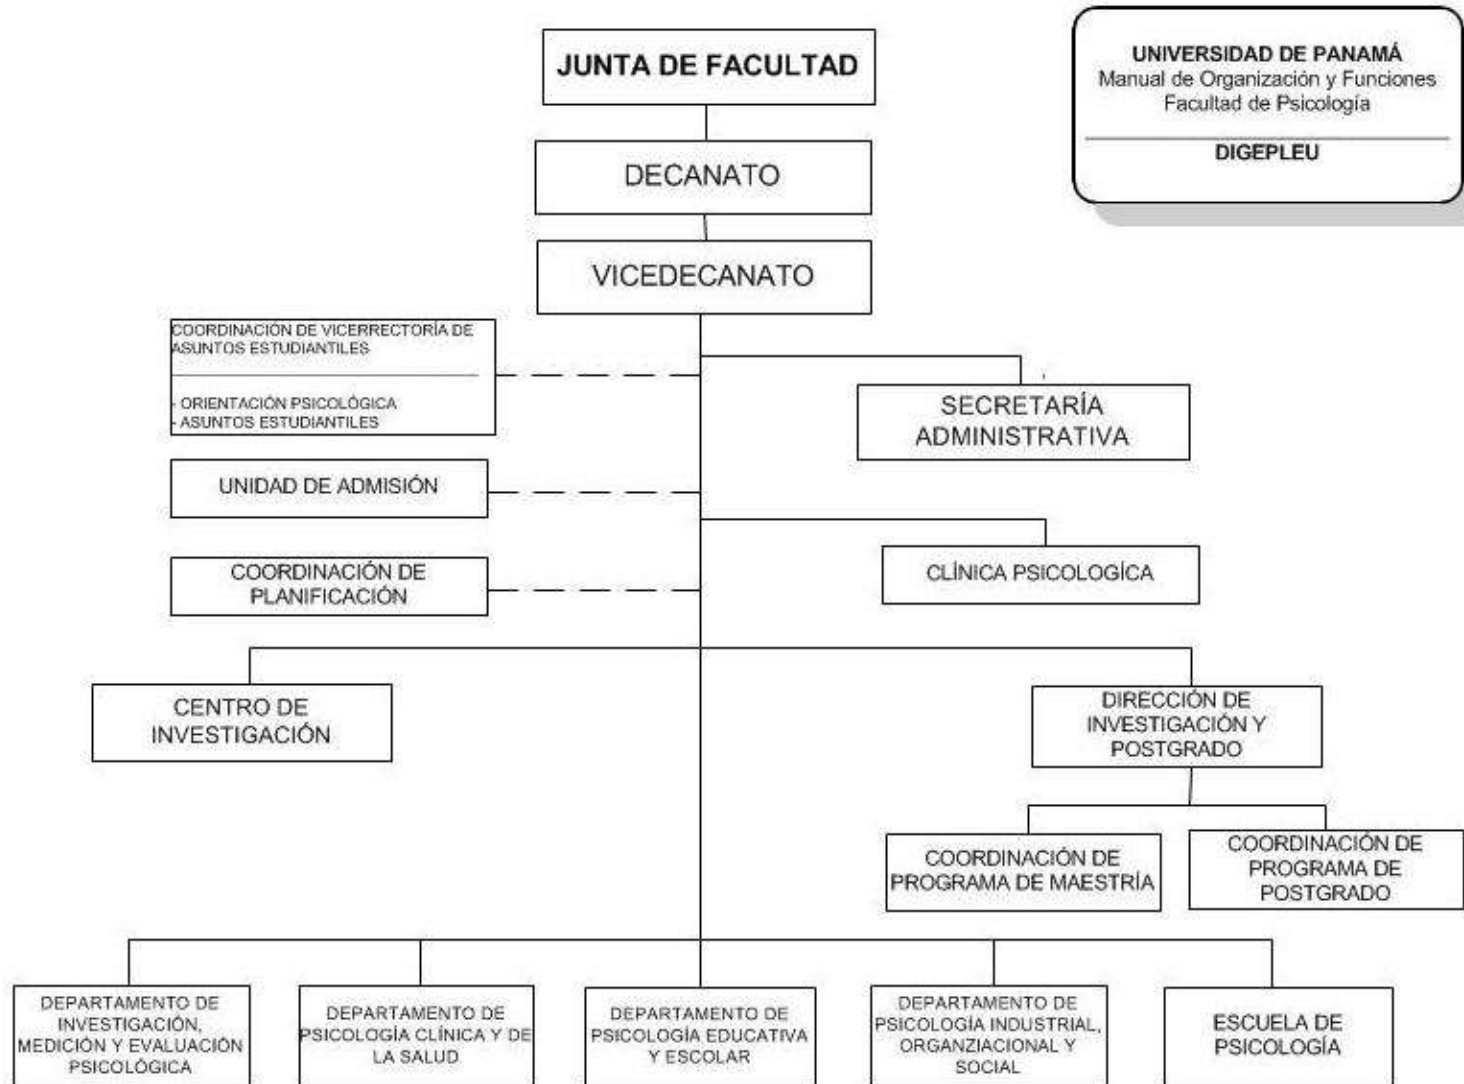 JUNTA DE FACULTAD
UNIVERSIDAD DE PANAMÁ
Manual de Organización y Funciones
Facultad de Psicología
DIGEPLEU
DECANATO
VICEDECANATO
COORDINACIÓN DE VICERRECTORÍA DE
ASUNTOS ESTUDIANTILES
- ORIENTACIÓN PSICOLÓGICA
- ASUNTOS ESTUDIANTILES
SECRETARÍA
ADMINISTRATIVA
UNIDAD DE ADMISIÓN
CLÍNICA PSICOLOGÍCA
COORDINACIÓN DE
PLANIFICACIÓN
CENTRO DE
INVESTIGACIÓN
DIRECCIÓN DE
INVESTIGACIÓN Y
POSTGRADO
COORDINACIÓN DE
PROGRAMA DE MAESTRÍA
COORDINACIÓN DE
PROGRAMA DE
POSTGRADO
DEPARTAMENTO DE
INVESTIGACIÓN,
MEDICIÓN Y EVALUACIÓN
PSICOLÓGICA
DEPARTAMENTO DE
PSICOLOGÍA CLÍNICA Y DE
LA SALUD
DEPARTAMENTO DE
PSICOLOGÍA EDUCATIVA
Y ESCOLAR
DEPARTAMENTO DE
PSICOLOGÍA INDUSTRIAL,
ORGANZIACIONAL Y
SOCIAL
ESCUELA DE
PSICOLOGÍA